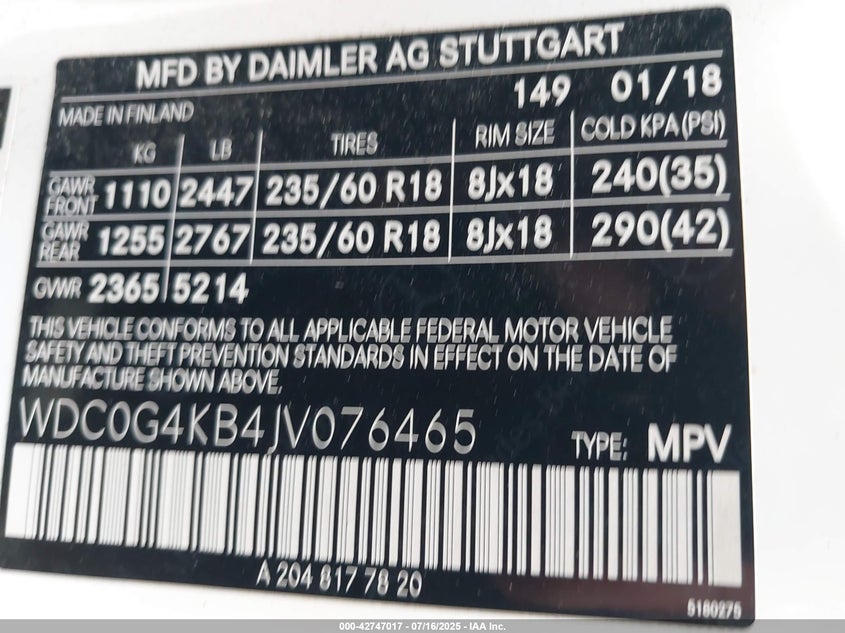 MFD BY DAIMLER AG STUTTGART
149 01/18
MADE IN FINLAND
KG LB TIRES RIM SIZE COLD KPA (PSI)
GAWR FRONT 1110 2447 235/60 R18 8Jx18 240(35)
GAWR REAR 1255 2767 235/60 R18 8Jx18 290(42)
GVWR 2365 5214
THIS VEHICLE CONFORMS TO ALL APPLICABLE FEDERAL MOTOR VEHICLE
SAFETY AND THEFT PREVENTION STANDARDS IN EFFECT ON THE DATE OF
MANUFACTURE SHOWN ABOVE.
WDC0G4KB4JV076465 TYPE: MPV
A 204 817 78 20
5160275
000-42747017 - 07/16/2025 - IAA Inc.